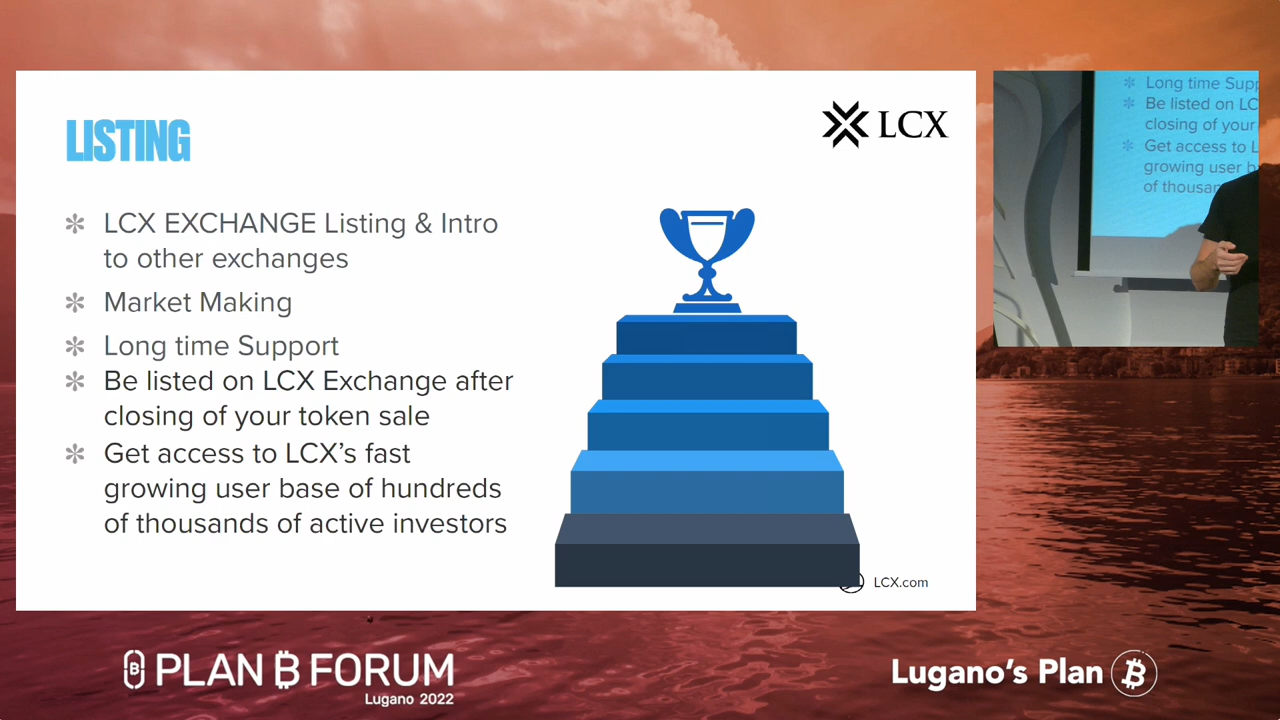 LISTING
LCX
✼ LCX EXCHANGE Listing & Intro
to other exchanges
✼ Market Making
✼ Long time Support
✼ Be listed on LCX Exchange after
closing of your token sale
✼ Get access to LCX’s fast
growing user base of hundreds
of thousands of active investors
LCX.com
✼ Long time Supp
✼ Be listed on LC
closing of your
✼ Get access to L
growing user b
of thousan
PLAN ₿ FORUM
Lugano 2022
Lugano’s Plan ₿